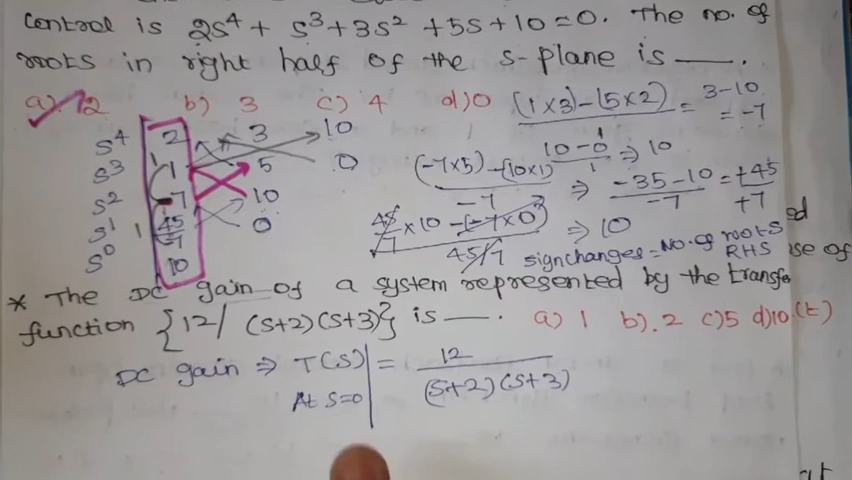 control is 2s⁴ + s³ + 3s² + 5s + 10 = 0. The no. of
roots in right half of the s-plane is ___.
a) 2 b) 3 c) 4 d) 0 (1×3)-(5×2)/1 = 3-10 = -7
s⁴ 2 3 10 10-0/1 ⇒ 10
s³ 1 5 0 (-7×5)-(10×1)/-7 ⇒ -35-10/-7 = +45/+7
s² -7 10
s¹ 45/7 0 45/7 × 10 - (-7×0)/45/7 ⇒ 10
s⁰ 10 sign changes = No. of roots RHS
* The DC gain of a system represented by the transfer
function {12/ (s+2)(s+3)} is ___. a) 1 b). 2 c) 5 d) 10
DC gain ⇒ T(s)| = 12/(s+2)(s+3)
At s=0